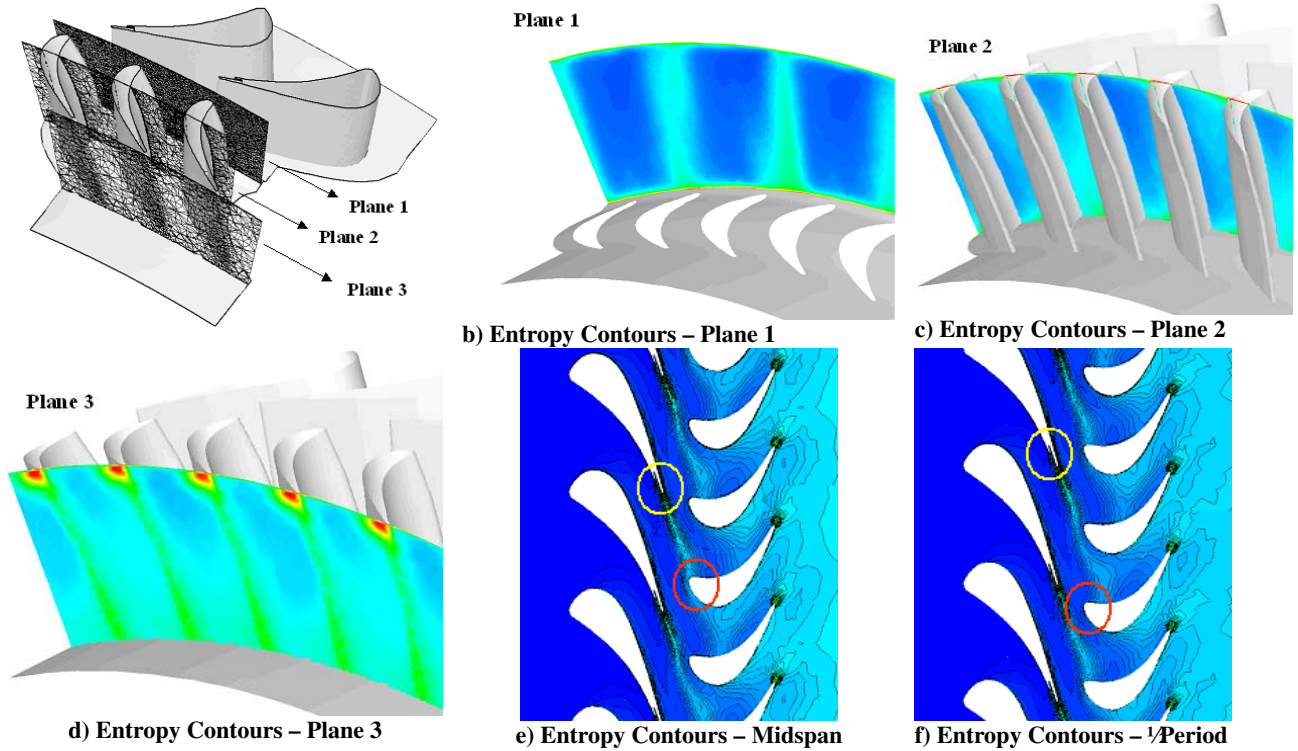 Plane 1
Plane 2
Plane 3
Plane 1
b) Entropy Contours – Plane 1
Plane 2
c) Entropy Contours – Plane 2
Plane 3
d) Entropy Contours – Plane 3
e) Entropy Contours – Midspan
f) Entropy Contours – ½Period